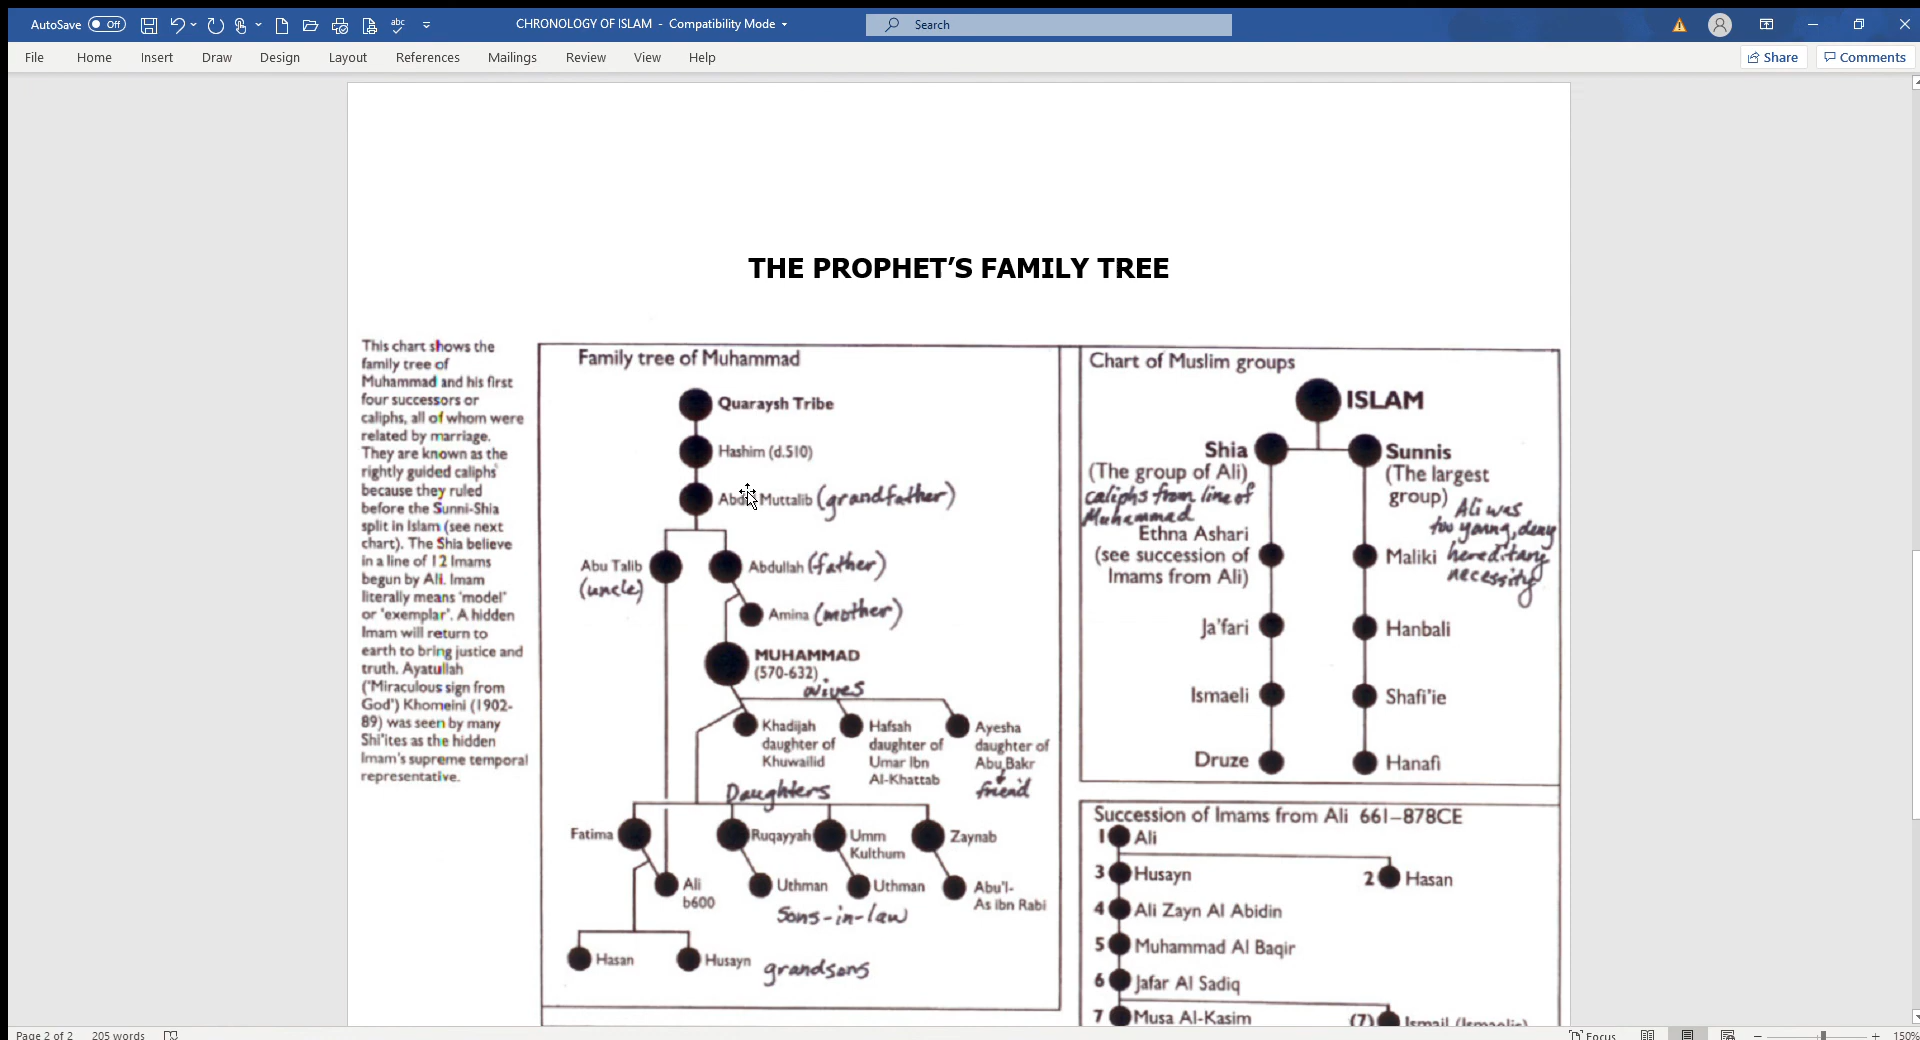 AutoSave Off
abc
CHRONOLOGY OF ISLAM - Compatibility Mode
Search
File Home Insert Draw Design Layout References Mailings Review View Help
Share Comments
THE PROPHET’S FAMILY TREE
This chart shows the
family tree of
Muhammad and his first
four successors or
caliphs, all of whom were
related by marriage.
They are known as the
rightly guided caliphs
because they ruled
before the Sunni-Shia
split in Islam (see next
chart). The Shia believe
in a line of 12 Imams
begun by Ali. Imam
literally means 'model'
or 'exemplar'. A hidden
Imam will return to
earth to bring justice and
truth. Ayatullah
('Miraculous sign from
God') Khomeini (1902-
89) was seen by many
Shi'ites as the hidden
Imam's supreme temporal
representative.
Family tree of Muhammad
Quaraysh Tribe
Hashim (d.510)
Muttalib (grandfather)
Abu Talib
(uncle)
Abdullah (father)
Amina (mother)
MUHAMMAD
(570-632)
wives
Khadijah
daughter of
Khuwailid
Hafsah
daughter of
Umar Ibn
Al-Khattab
Ayesha
daughter of
Abu Bakr
friend
Daughters
Fatima
Ruqayyah
Umm
Kulthum
Zaynab
Ali
b600
Uthman
Uthman
Abu'l-
As ibn Rabi
Sons-in-law
Hasan
Husayn
grandsons
Chart of Muslim groups
ISLAM
Shia
(The group of Ali)
caliphs from line of
Muhammad
Ethna Ashari
(see succession of
Imams from Ali)
Ja'fari
Ismaeli
Druze
Sunnis
(The largest
group)
Ali was
too young, deny
hereditary
necessity
Maliki
Hanbali
Shafi'ie
Hanafi
Succession of Imams from Ali 661–878CE
1 Ali
2 Hasan
3 Husayn
4 Ali Zayn Al Abidin
5 Muhammad Al Baqir
6 Jafar Al Sadiq
7 Musa Al-Kasim
(7) Ismail (Ismaelis)
Page 2 of 2 205 words
Focus
150%